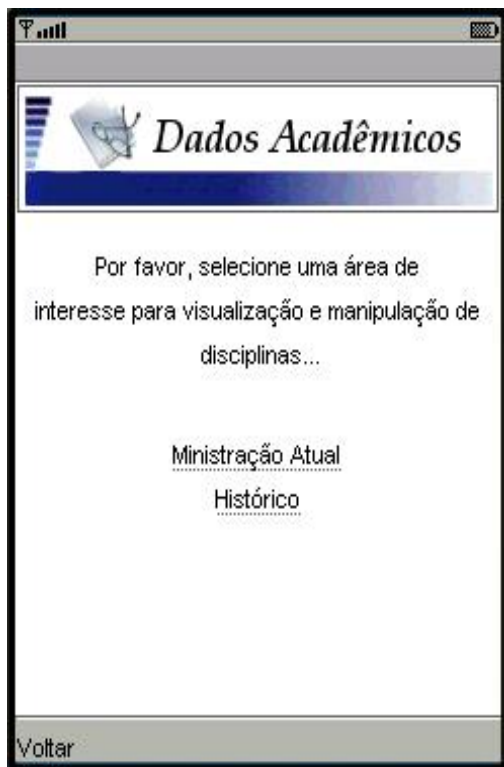 Dados Acadêmicos
Por favor, selecione uma área de
interesse para visualização e manipulação de
disciplinas...
Ministração Atual
Histórico
Voltar